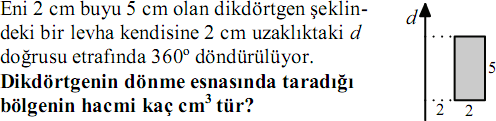 Eni 2 cm buyu 5 cm olan dikdörtgen şeklin-
deki bir levha kendisine 2 cm uzaklıktaki d
doğrusu etrafında 360º döndürülüyor.
Dikdörtgenin dönme esnasında taradığı
bölgenin hacmi kaç cm³ tür?
d
5
2 2